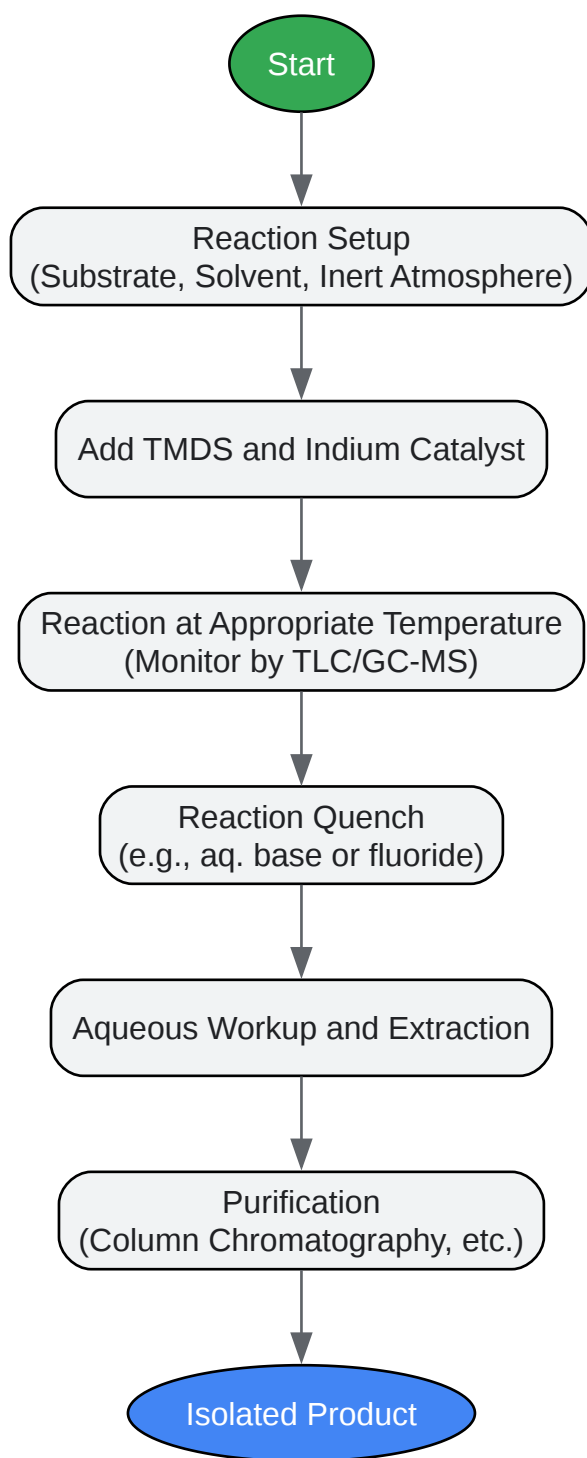 Start
Reaction Setup
(Substrate, Solvent, Inert Atmosphere)
Add TMDS and Indium Catalyst
Reaction at Appropriate Temperature
(Monitor by TLC/GC-MS)
Reaction Quench
(e.g., aq. base or fluoride)
Aqueous Workup and Extraction
Purification
(Column Chromatography, etc.)
Isolated Product